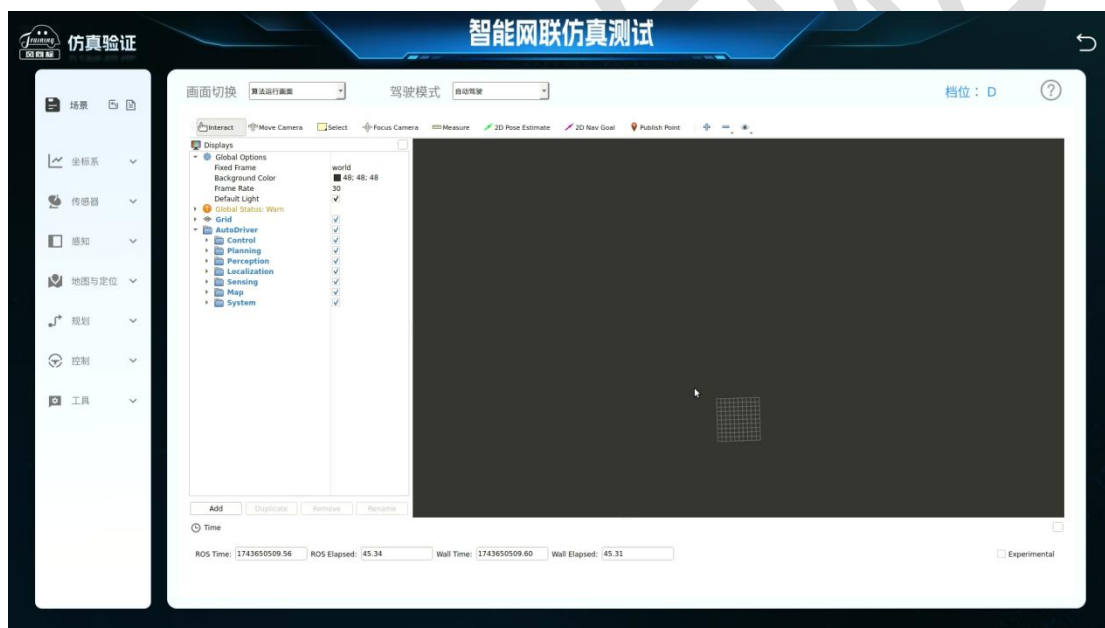 Training
风向标
仿真验证
智能网联仿真测试
场景
坐标系
传感器
感知
地图与定位
规划
控制
工具
画面切换 算法运行画面 驾驶模式 自动驾驶 档位：D
Interact Move Camera Select Focus Camera Measure 2D Pose Estimate 2D Nav Goal Publish Point
Displays
Global Options
Fixed Frame world
Background Color 48; 48; 48
Frame Rate 30
Default Light ✓
Global Status: Warn
Grid ✓
AutoDriver ✓
Control ✓
Planning ✓
Perception ✓
Localization ✓
Sensing ✓
Map ✓
System ✓
Add Duplicate Remove Rename
Time
ROS Time: 1743650509.56 ROS Elapsed: 45.34 Wall Time: 1743650509.60 Wall Elapsed: 45.31 Experimental